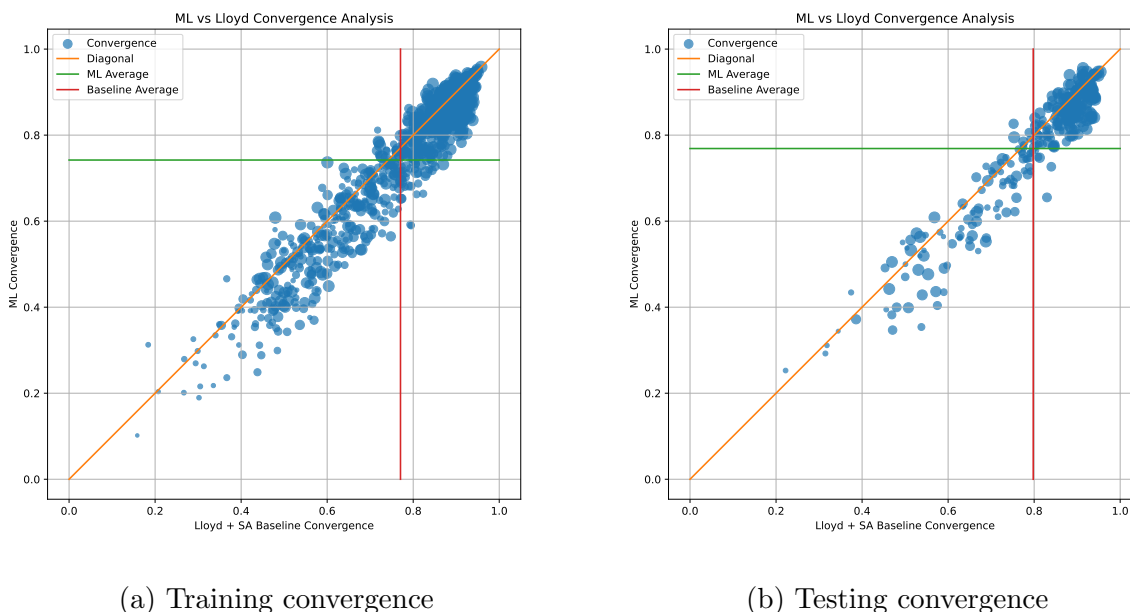 ML vs Lloyd Convergence Analysis
Convergence
Diagonal
ML Average
Baseline Average
1.0
0.8
0.6
0.4
0.2
0.0
ML Convergence
0.0 0.2 0.4 0.6 0.8 1.0
Lloyd + SA Baseline Convergence
(a) Training convergence
ML vs Lloyd Convergence Analysis
Convergence
Diagonal
ML Average
Baseline Average
1.0
0.8
0.6
0.4
0.2
0.0
ML Convergence
0.0 0.2 0.4 0.6 0.8 1.0
Lloyd + SA Baseline Convergence
(b) Testing convergence